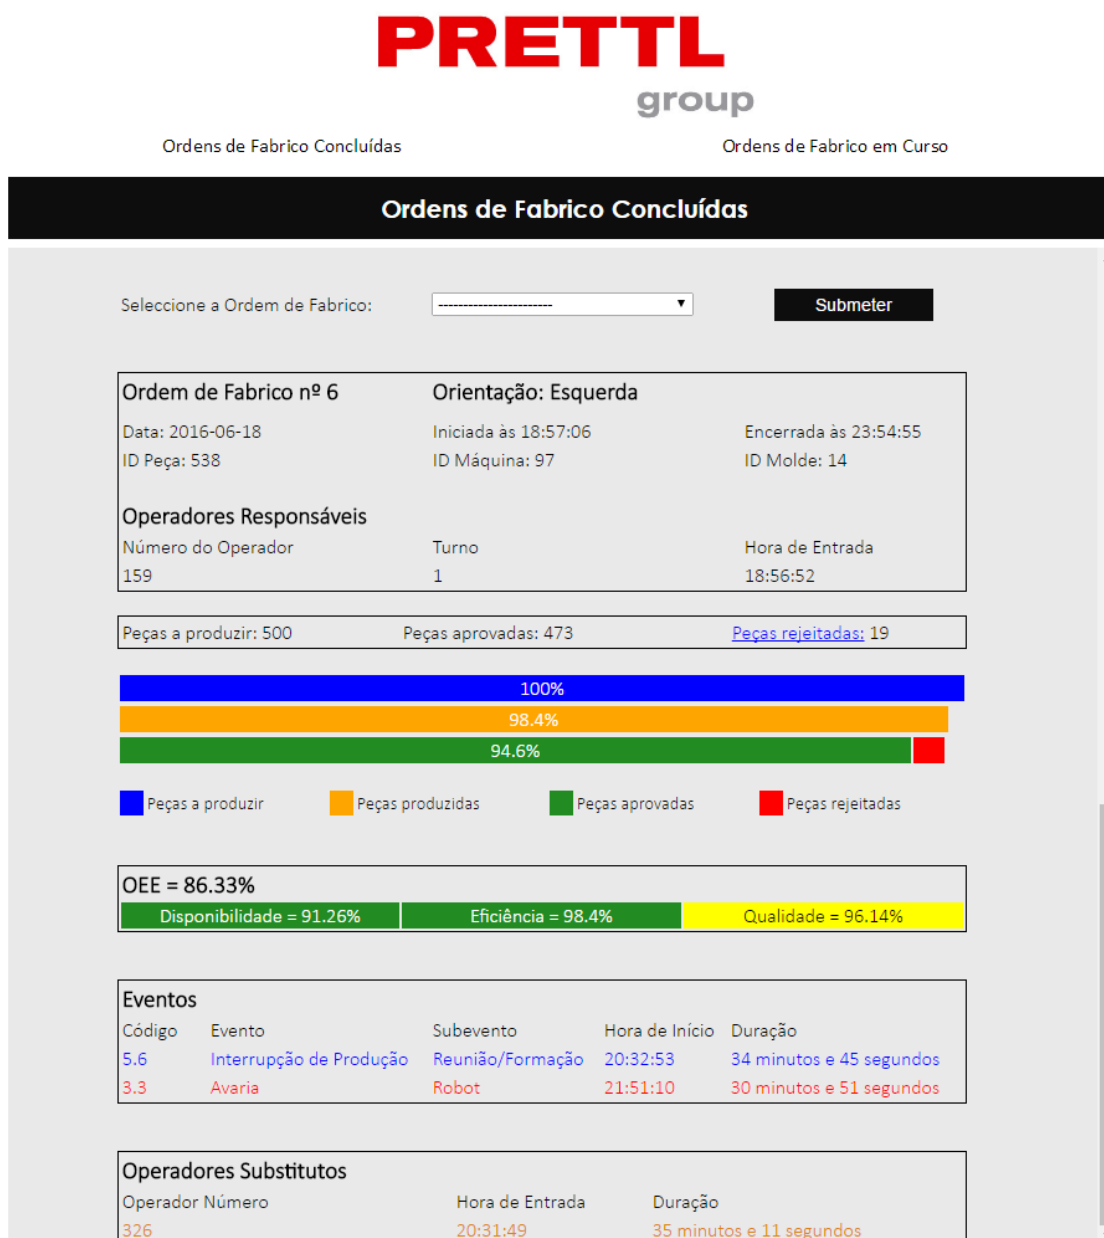 PRETTL
group
Ordens de Fabrico Concluídas Ordens de Fabrico em Curso
Ordens de Fabrico Concluídas
Seleccione a Ordem de Fabrico: ----------------------- Submeter
Ordem de Fabrico nº 6 Orientação: Esquerda
Data: 2016-06-18 Iniciada às 18:57:06 Encerrada às 23:54:55
ID Peça: 538 ID Máquina: 97 ID Molde: 14
Operadores Responsáveis
Número do Operador Turno Hora de Entrada
159 1 18:56:52
Peças a produzir: 500 Peças aprovadas: 473 Peças rejeitadas: 19
100%
98.4%
94.6%
Peças a produzir Peças produzidas Peças aprovadas Peças rejeitadas
OEE = 86.33%
Disponibilidade = 91.26% Eficiência = 98.4% Qualidade = 96.14%
Eventos
Código Evento Subevento Hora de Início Duração
5.6 Interrupção de Produção Reunião/Formação 20:32:53 34 minutos e 45 segundos
3.3 Avaria Robot 21:51:10 30 minutos e 51 segundos
Operadores Substitutos
Operador Número Hora de Entrada Duração
326 20:31:49 35 minutos e 11 segundos